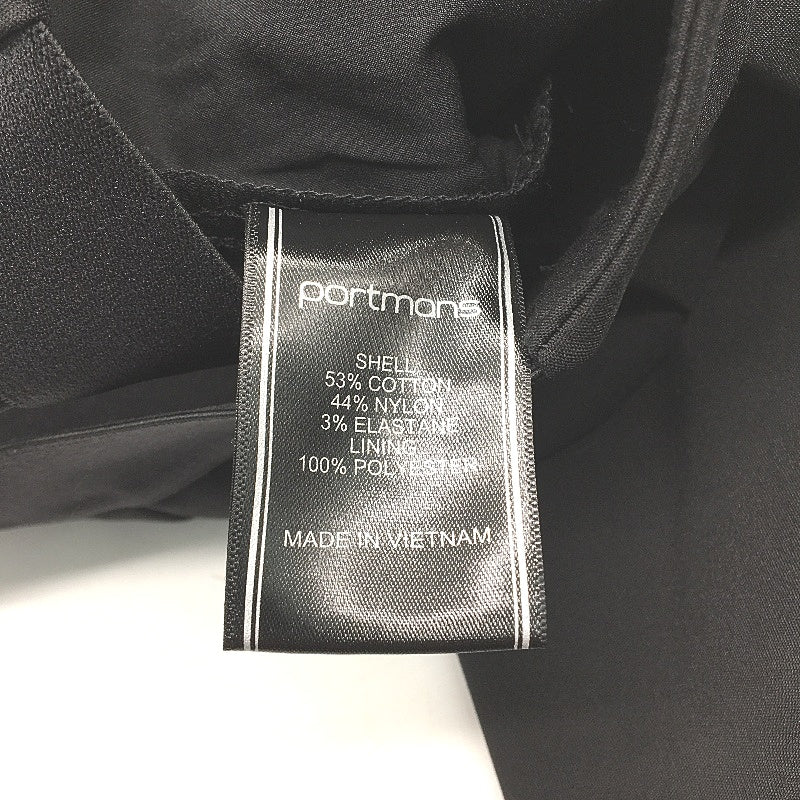 portmans
SHELL
53% COTTON
44% NYLON
3% ELASTANE
LINING
100% POLYESTER
MADE IN VIETNAM